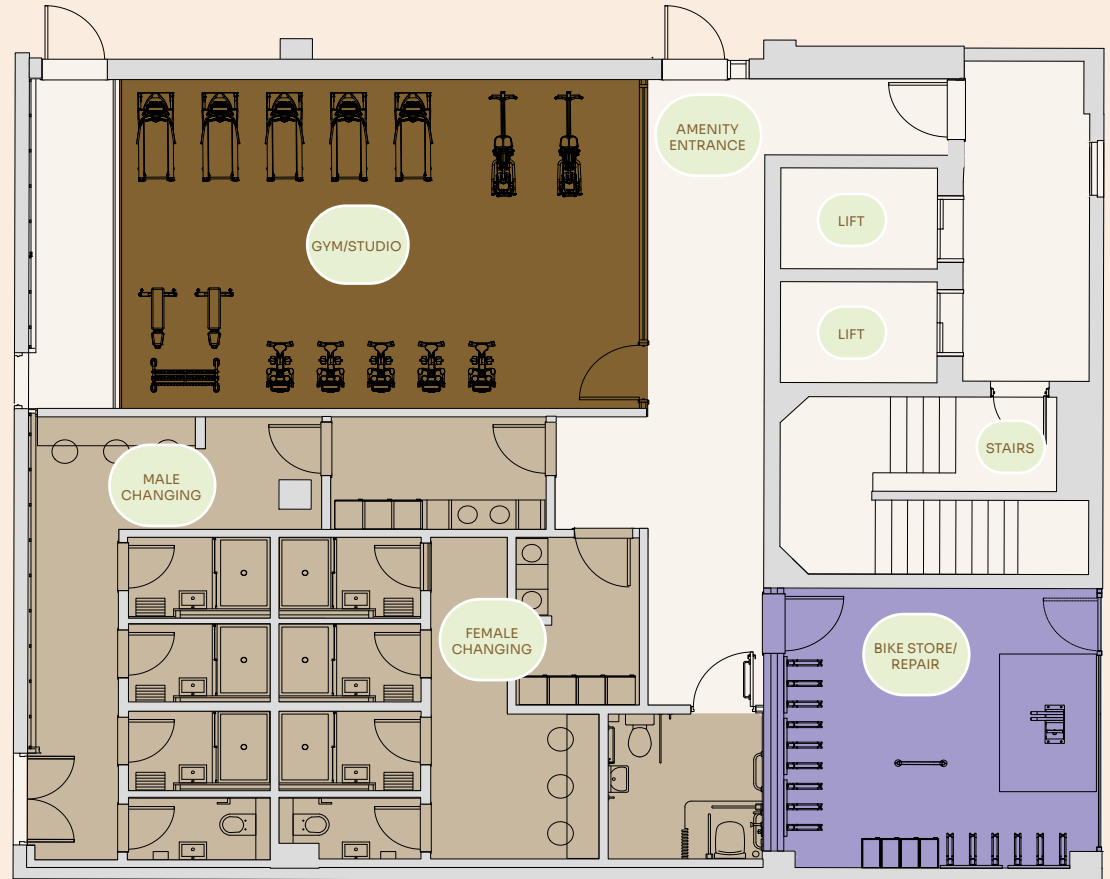 AMENITY
ENTRANCE
LIFT
GYM/STUDIO
LIFT
STAIRS
MALE
CHANGING
FEMALE
CHANGING
BIKE STORE/
REPAIR